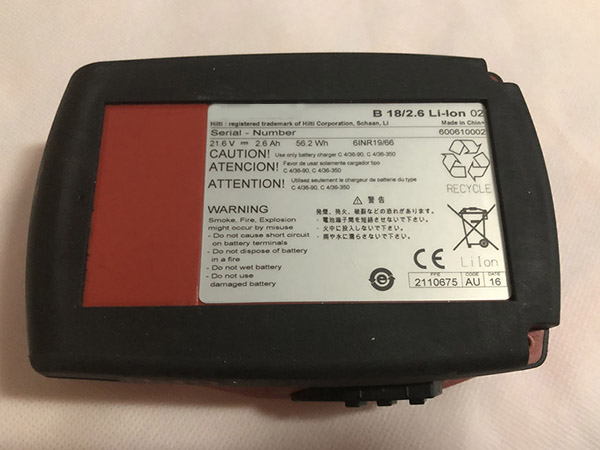 B 18/2.6 Li-Ion 02
Hilti : registered trademark of Hilti Corporation, Schaan, Li
Made in China
Serial - Number
600610002
21.6 V ⎓ 2.6 Ah 56.2 Wh 6INR19/66
CAUTION! Use only battery charger C 4/36-90, C 4/36-350
ATENCION! Favor de usar solamente cargador tipo
C 4/36-90, C 4/36-350
ATTENTION! Utilisez seulement le chargeur de batterie du type
C 4/36-90, C 4/36-350
WARNING
Smoke, Fire, Explosion
might occur by misuse
- Do not cause short circuit
on battery terminals
- Do not dispose of battery
in a fire
- Do not wet battery
- Do not use
damaged battery
⚠ 警告
発煙、発火、破裂などの恐れがあります。
・電池端子間を短絡させないで下さい。
・火中に投入しないで下さい。
・雨や水に濡らさないで下さい。
RECYCLE
CE
Li Ion
PPS CODE DATE
2110675 AU 16